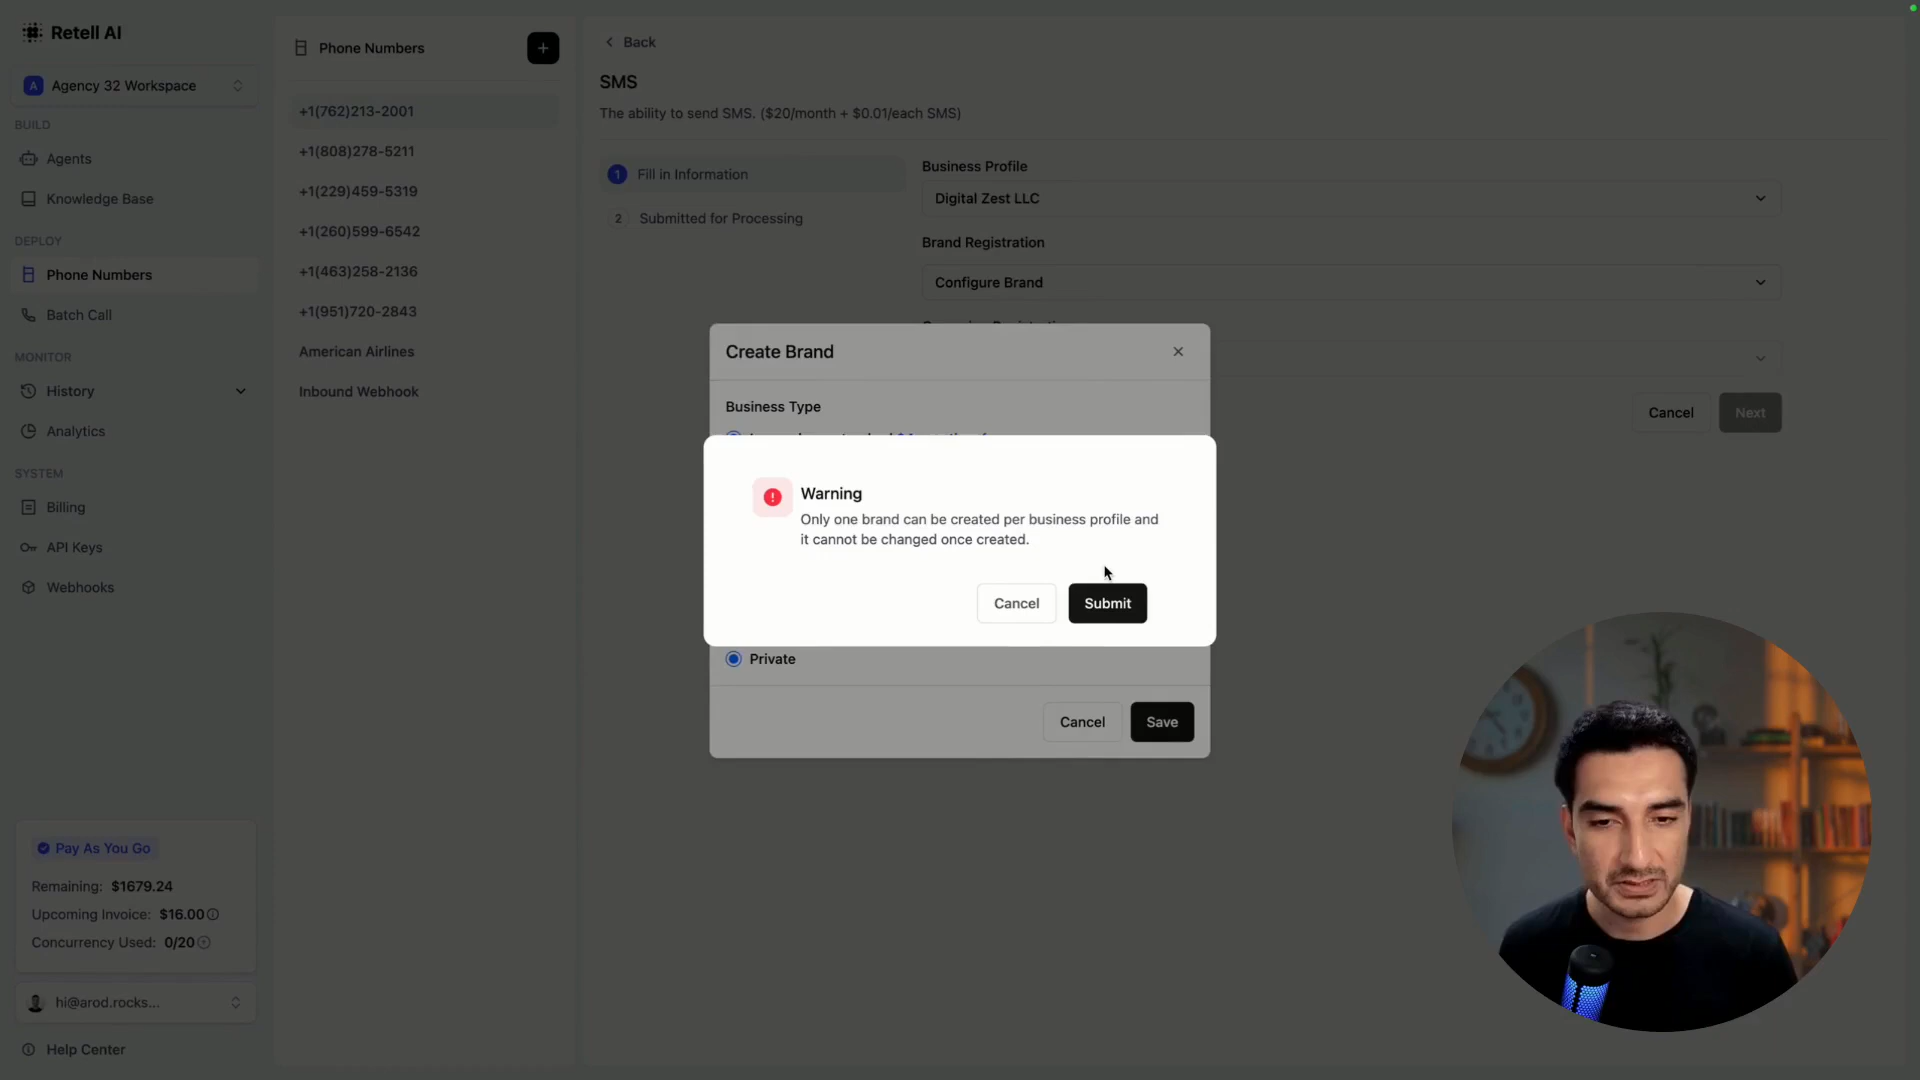 Retell AI
Agency 32 Workspace
BUILD
Agents
Knowledge Base
DEPLOY
Phone Numbers
Batch Call
MONITOR
History
Analytics
SYSTEM
Billing
API Keys
Webhooks
Pay As You Go
Remaining: $1679.24
Upcoming Invoice: $16.00
Concurrency Used: 0/20
hi@arod.rocks...
Help Center
Phone Numbers
+
+1(762)213-2001
+1(808)278-5211
+1(229)459-5319
+1(260)599-6542
+1(463)258-2136
+1(951)720-2843
American Airlines
Inbound Webhook
Back
SMS
The ability to send SMS. ($20/month + $0.01/each SMS)
1 Fill in Information
2 Submitted for Processing
Business Profile
Digital Zest LLC
Brand Registration
Configure Brand
Cancel
Next
Create Brand
Business Type
Warning
Only one brand can be created per business profile and
it cannot be changed once created.
Cancel
Submit
Private
Cancel
Save